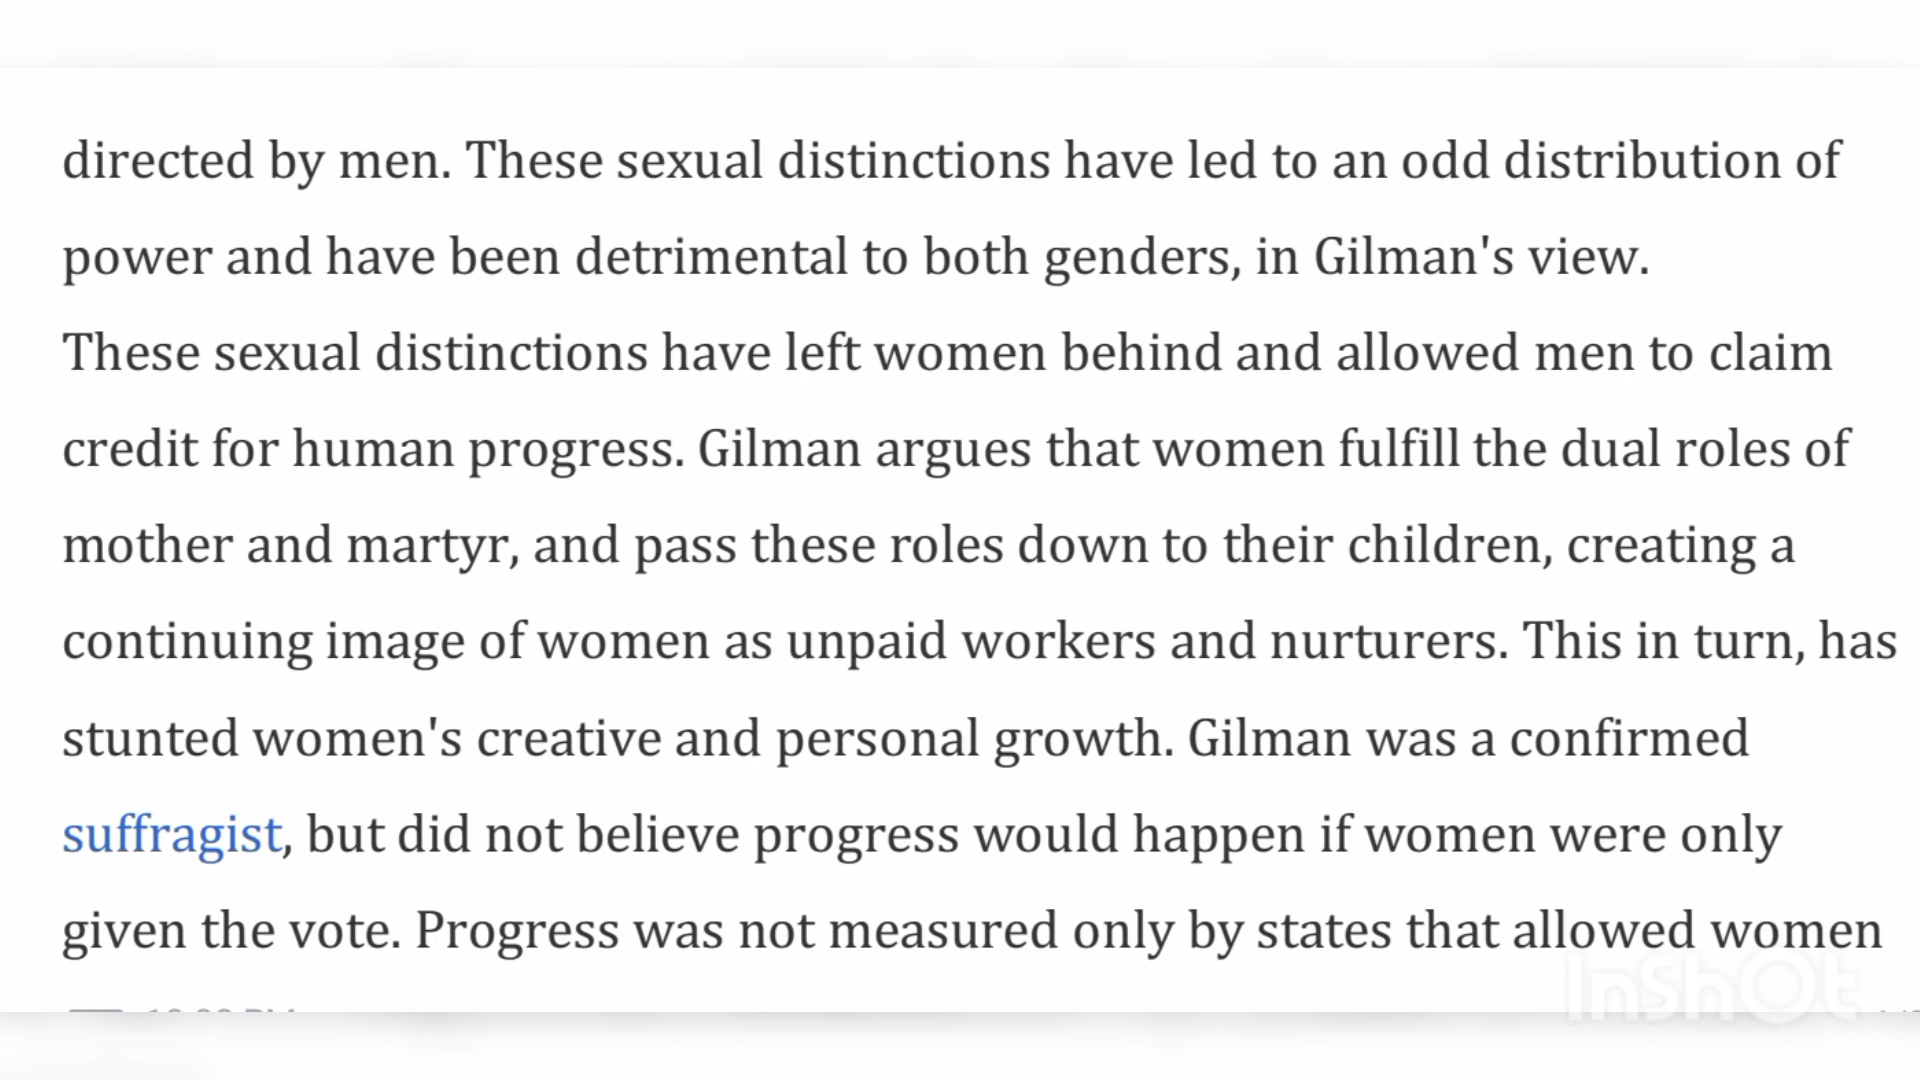 directed by men. These sexual distinctions have led to an odd distribution of
power and have been detrimental to both genders, in Gilman's view.
These sexual distinctions have left women behind and allowed men to claim
credit for human progress. Gilman argues that women fulfill the dual roles of
mother and martyr, and pass these roles down to their children, creating a
continuing image of women as unpaid workers and nurturers. This in turn, has
stunted women's creative and personal growth. Gilman was a confirmed
suffragist, but did not believe progress would happen if women were only
given the vote. Progress was not measured only by states that allowed women
InShOt